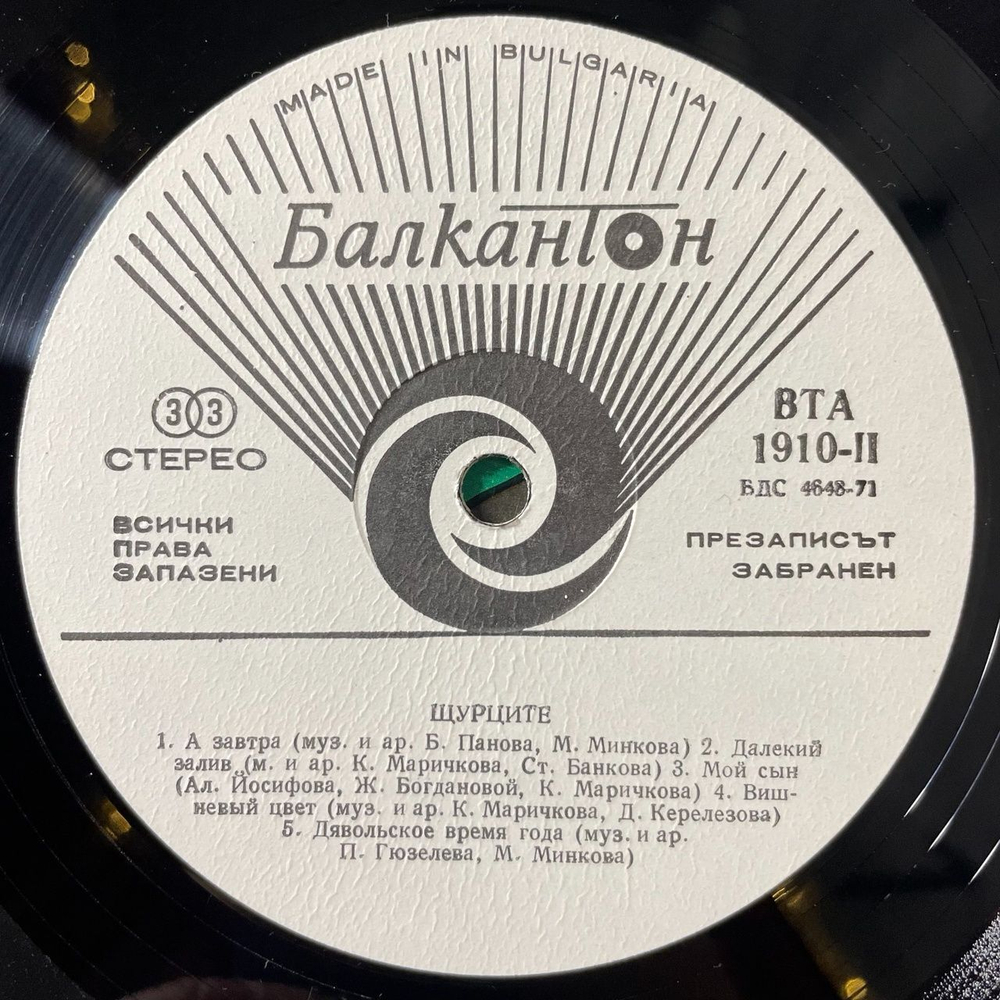 MADE IN BULGARIA
Балкантон
33
СТЕРЕО
ВСИЧКИ
ПРАВА
ЗАПАЗЕНИ
ВТА
1910-II
БДС 4648-71
ПРЕЗАПИСЪТ
ЗАБРАНЕН
ЩУРЦИТЕ
1. А завтра (муз. и ар. Б. Панова, М. Минкова) 2. Далекий
залив (м. и ар. К. Маричкова, Ст. Банкова) 3. Мой сын
(Ал. Йосифова, Ж. Богдановой, К. Маричкова) 4. Виш-
невый цвет (муз. и ар. К. Маричкова, Д. Керелезова)
5. Дявольское время года (муз. и ар.
П. Гюзелева, М. Минкова)